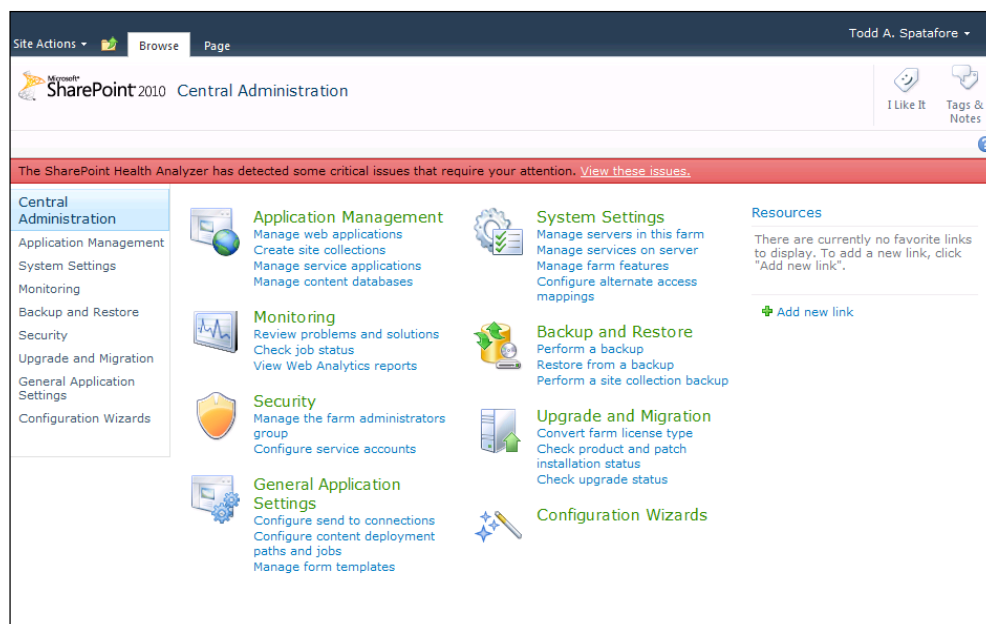 Todd A. Spatafore
Site Actions
Browse
Page
Microsoft
SharePoint 2010
Central Administration
I Like It
Tags &
Notes
The SharePoint Health Analyzer has detected some critical issues that require your attention. View these issues.
Central
Administration
Application Management
System Settings
Monitoring
Backup and Restore
Security
Upgrade and Migration
General Application
Settings
Configuration Wizards
Application Management
Manage web applications
Create site collections
Manage service applications
Manage content databases
Monitoring
Review problems and solutions
Check job status
View Web Analytics reports
Security
Manage the farm administrators
group
Configure service accounts
General Application
Settings
Configure send to connections
Configure content deployment
paths and jobs
Manage form templates
System Settings
Manage servers in this farm
Manage services on server
Manage farm features
Configure alternate access
mappings
Backup and Restore
Perform a backup
Restore from a backup
Perform a site collection backup
Upgrade and Migration
Convert farm license type
Check product and patch
installation status
Check upgrade status
Configuration Wizards
Resources
There are currently no favorite links
to display. To add a new link, click
"Add new link".
Add new link